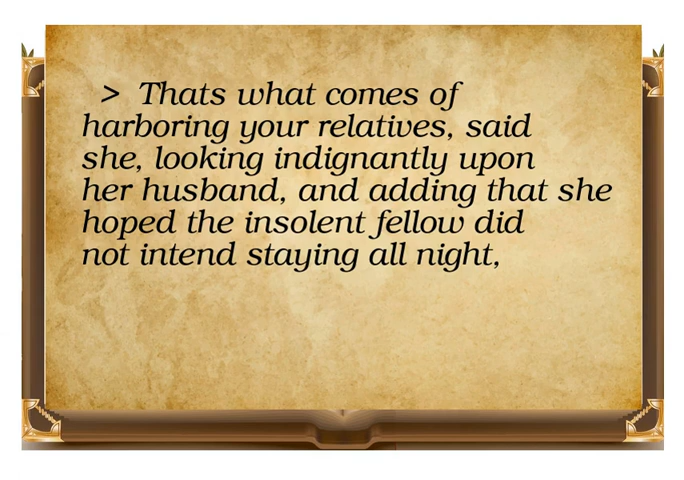 > Thats what comes of
harboring your relatives, said
she, looking indignantly upon
her husband, and adding that she
hoped the insolent fellow did
not intend staying all night,